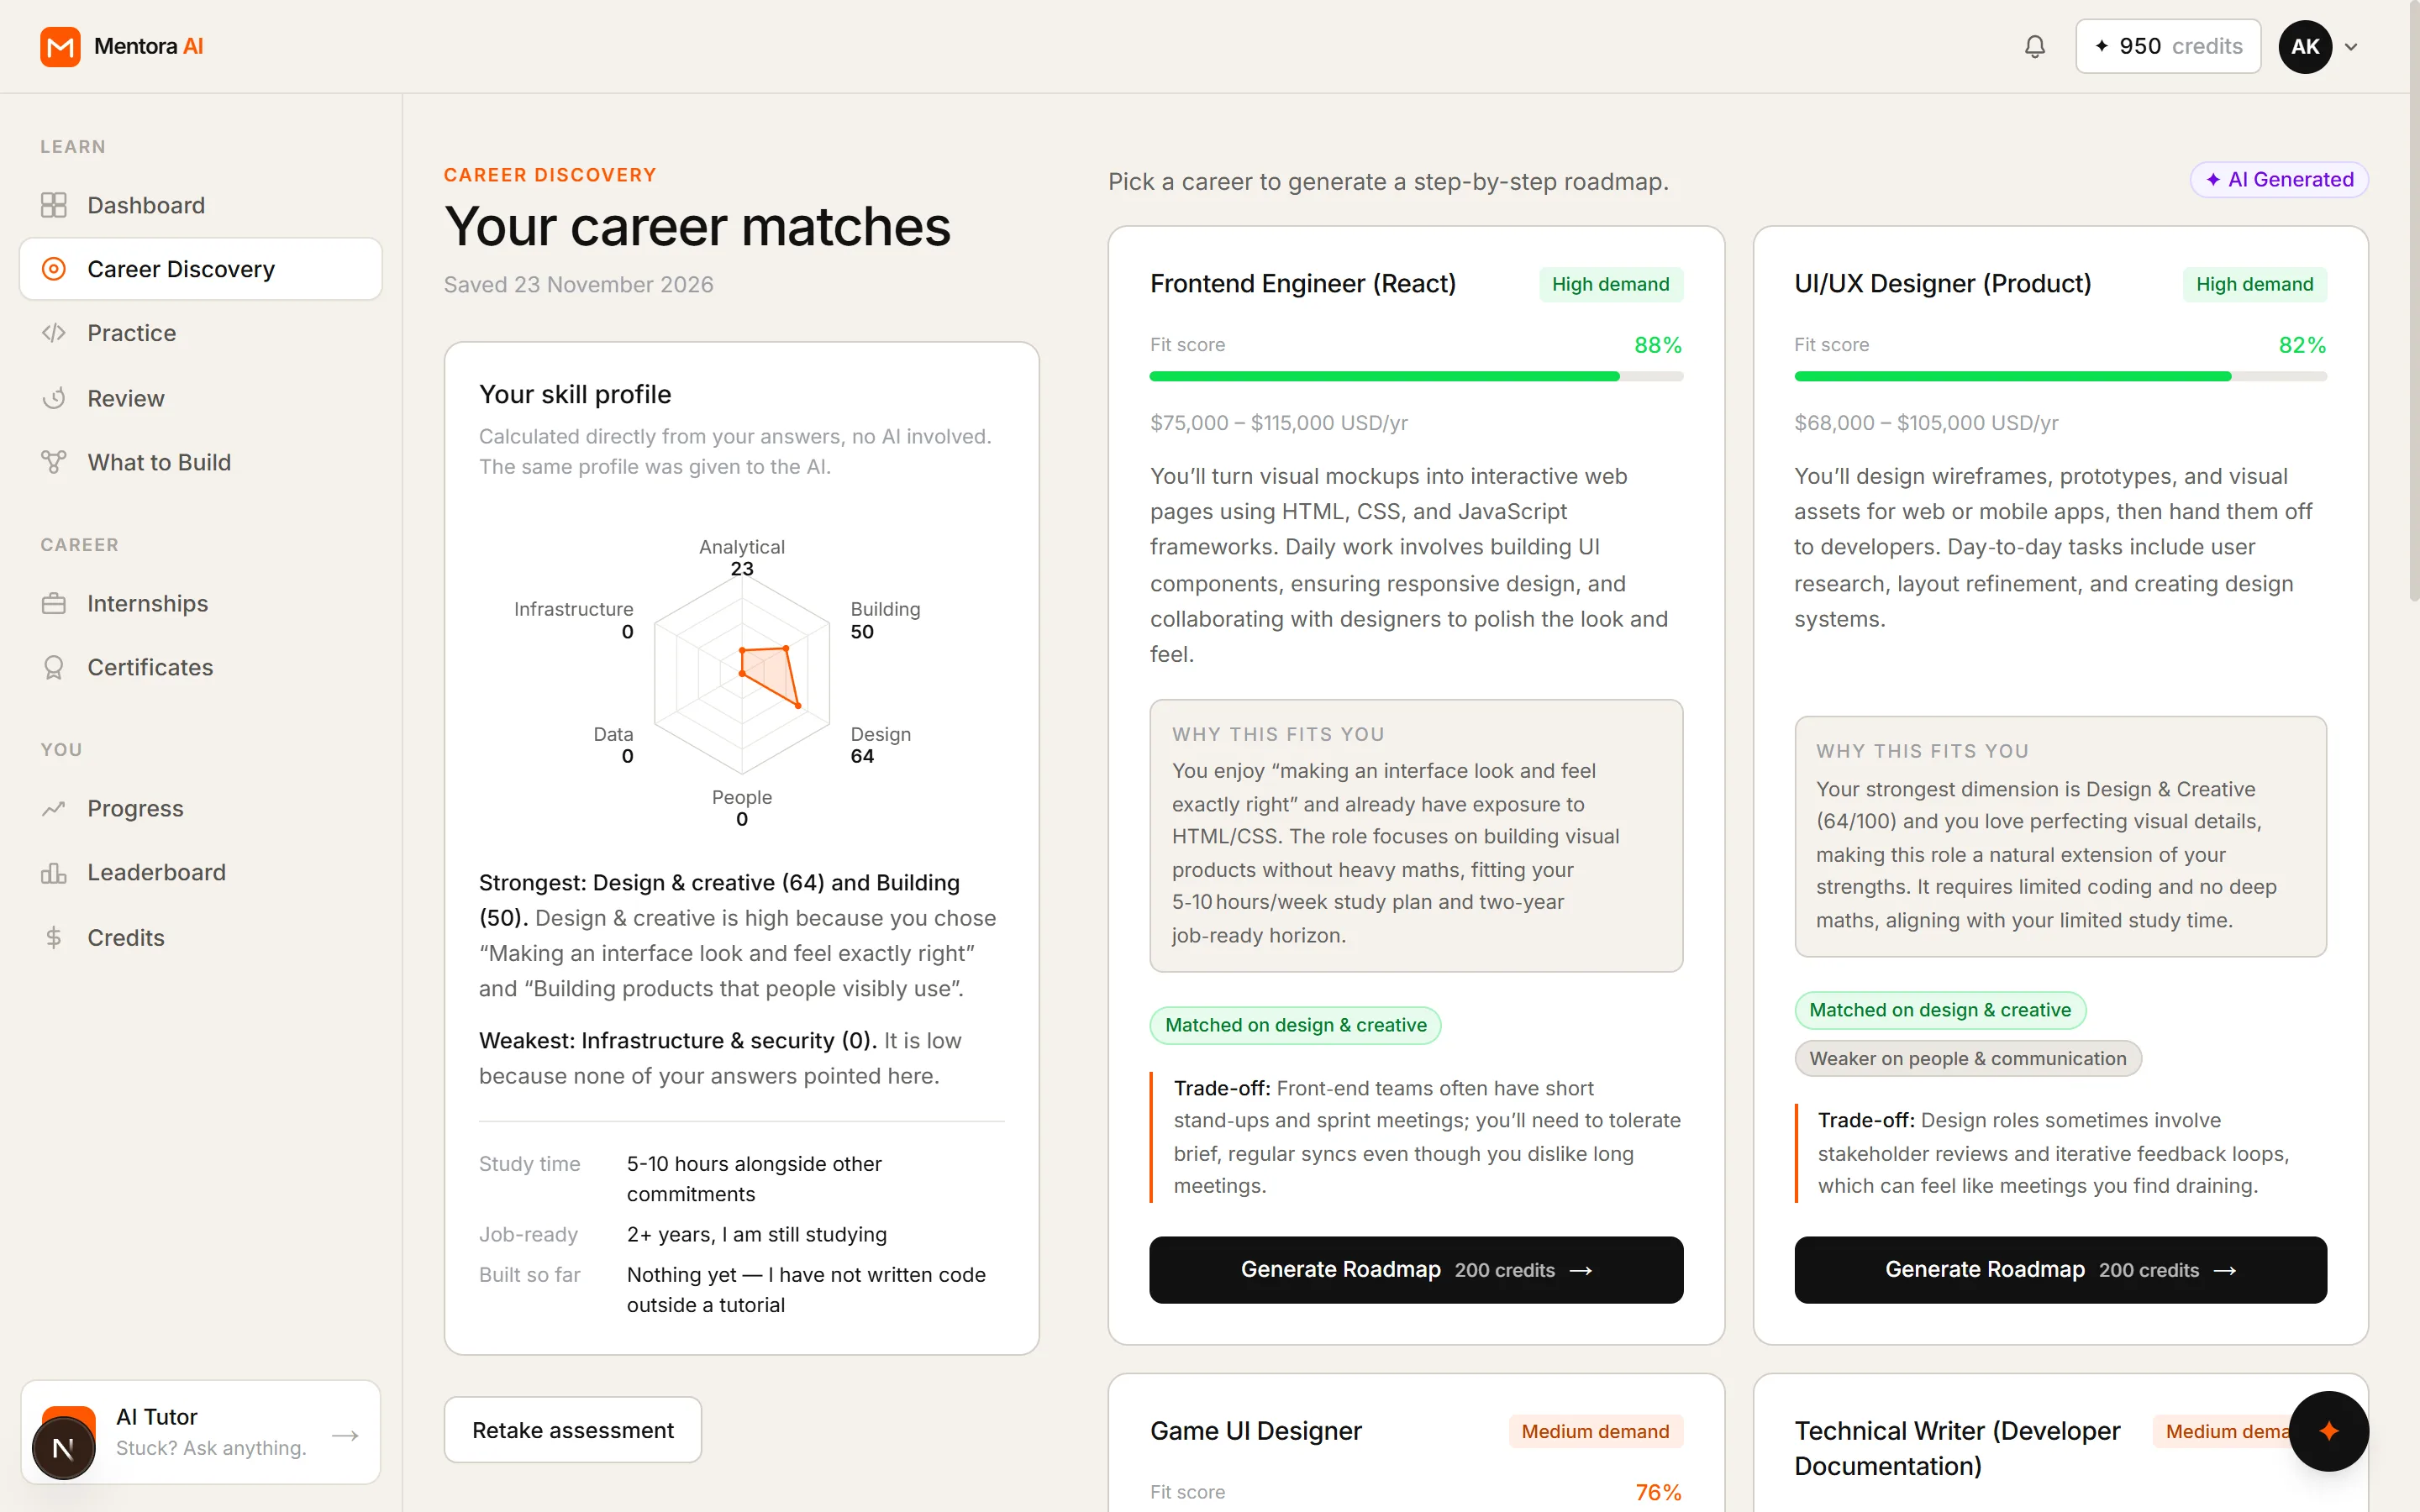 Mentora AI
950 credits
AK
LEARN
Dashboard
Career Discovery
Practice
Review
What to Build
CAREER
Internships
Certificates
YOU
Progress
Leaderboard
Credits
N
AI Tutor
Stuck? Ask anything.
CAREER DISCOVERY
Your career matches
Saved 23 November 2026
Your skill profile
Calculated directly from your answers, no AI involved.
The same profile was given to the AI.
Analytical
23
Infrastructure
0
Building
50
Data
0
Design
64
People
0
Strongest: Design & creative (64) and Building
(50). Design & creative is high because you chose
“Making an interface look and feel exactly right”
and “Building products that people visibly use”.
Weakest: Infrastructure & security (0). It is low
because none of your answers pointed here.
Study time 5-10 hours alongside other
commitments
Job-ready 2+ years, I am still studying
Built so far Nothing yet — I have not written code
outside a tutorial
Retake assessment
Pick a career to generate a step-by-step roadmap.
AI Generated
Frontend Engineer (React)
High demand
Fit score 88%
$75,000 – $115,000 USD/yr
You’ll turn visual mockups into interactive web
pages using HTML, CSS, and JavaScript
frameworks. Daily work involves building UI
components, ensuring responsive design, and
collaborating with designers to polish the look and
feel.
WHY THIS FITS YOU
You enjoy “making an interface look and feel
exactly right” and already have exposure to
HTML/CSS. The role focuses on building visual
products without heavy maths, fitting your
5-10 hours/week study plan and two-year
job-ready horizon.
Matched on design & creative
Trade-off: Front-end teams often have short
stand-ups and sprint meetings; you’ll need to tolerate
brief, regular syncs even though you dislike long
meetings.
Generate Roadmap 200 credits →
UI/UX Designer (Product)
High demand
Fit score 82%
$68,000 – $105,000 USD/yr
You’ll design wireframes, prototypes, and visual
assets for web or mobile apps, then hand them off
to developers. Day-to-day tasks include user
research, layout refinement, and creating design
systems.
WHY THIS FITS YOU
Your strongest dimension is Design & Creative
(64/100) and you love perfecting visual details,
making this role a natural extension of your
strengths. It requires limited coding and no deep
maths, aligning with your limited study time.
Matched on design & creative
Weaker on people & communication
Trade-off: Design roles sometimes involve
stakeholder reviews and iterative feedback loops,
which can feel like meetings you find draining.
Generate Roadmap 200 credits →
Game UI Designer
Medium demand
Fit score 76%
Technical Writer (Developer
Documentation)
Medium dema